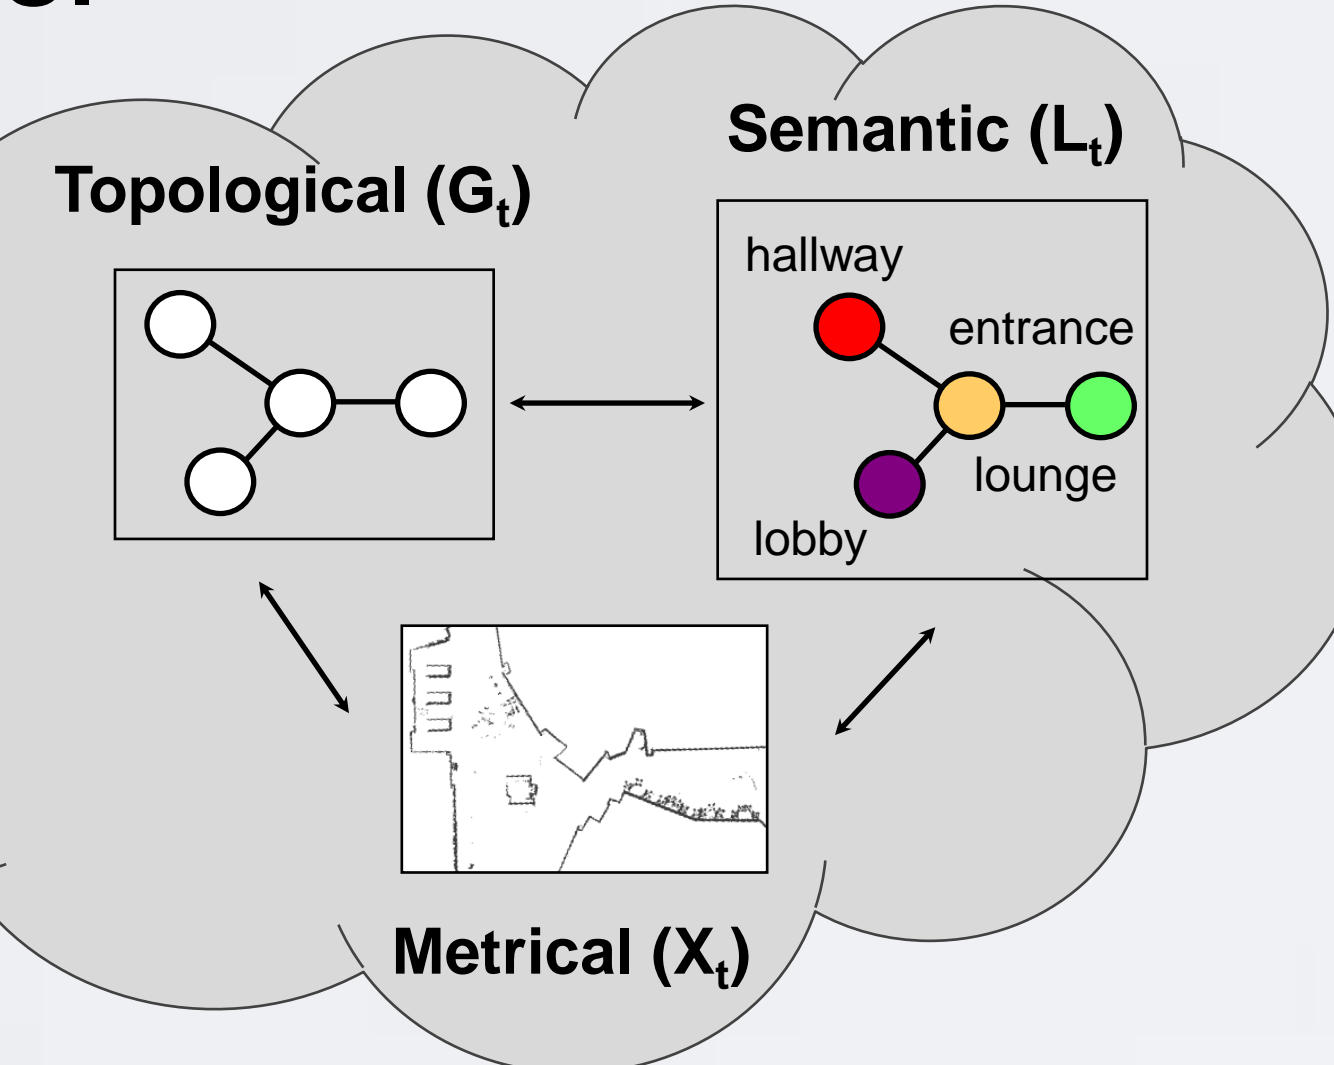 Semantic (Lt)
Topological (Gt)
hallway
entrance
lounge
lobby
Metrical (Xt)